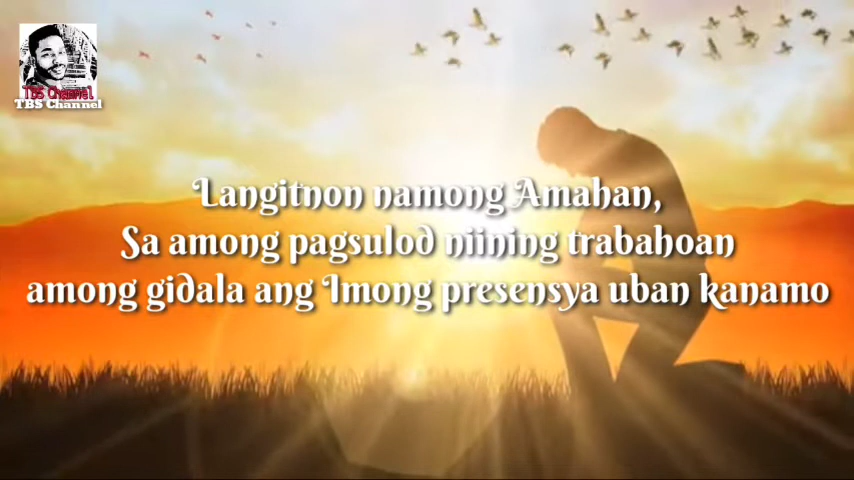 TBS Channel
TBS Channel
Langitnon namong Amahan,
Sa among pagsulod niining trabahoan
among gidala ang Imong presensya uban kanamo